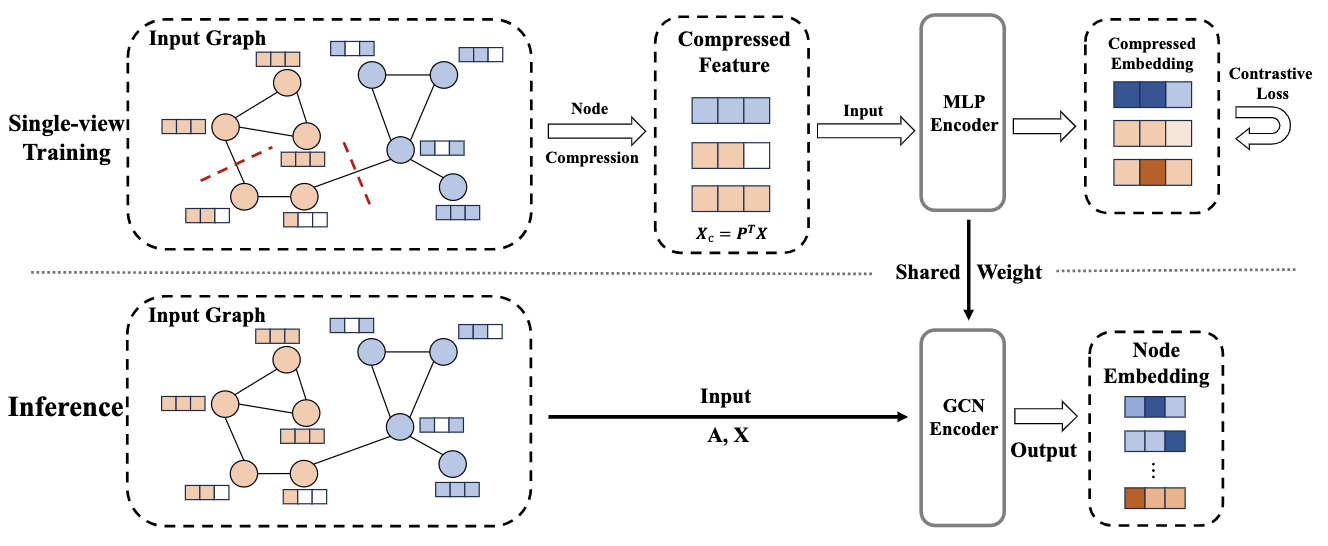 Input Graph
Single-view
Training
Node
Compression
Compressed
Feature
X_c = P^T X
Input
MLP
Encoder
Compressed
Embedding
Contrastive
Loss
Shared Weight
Input Graph
Inference
Input
A, X
GCN
Encoder
Output
Node
Embedding
⋮